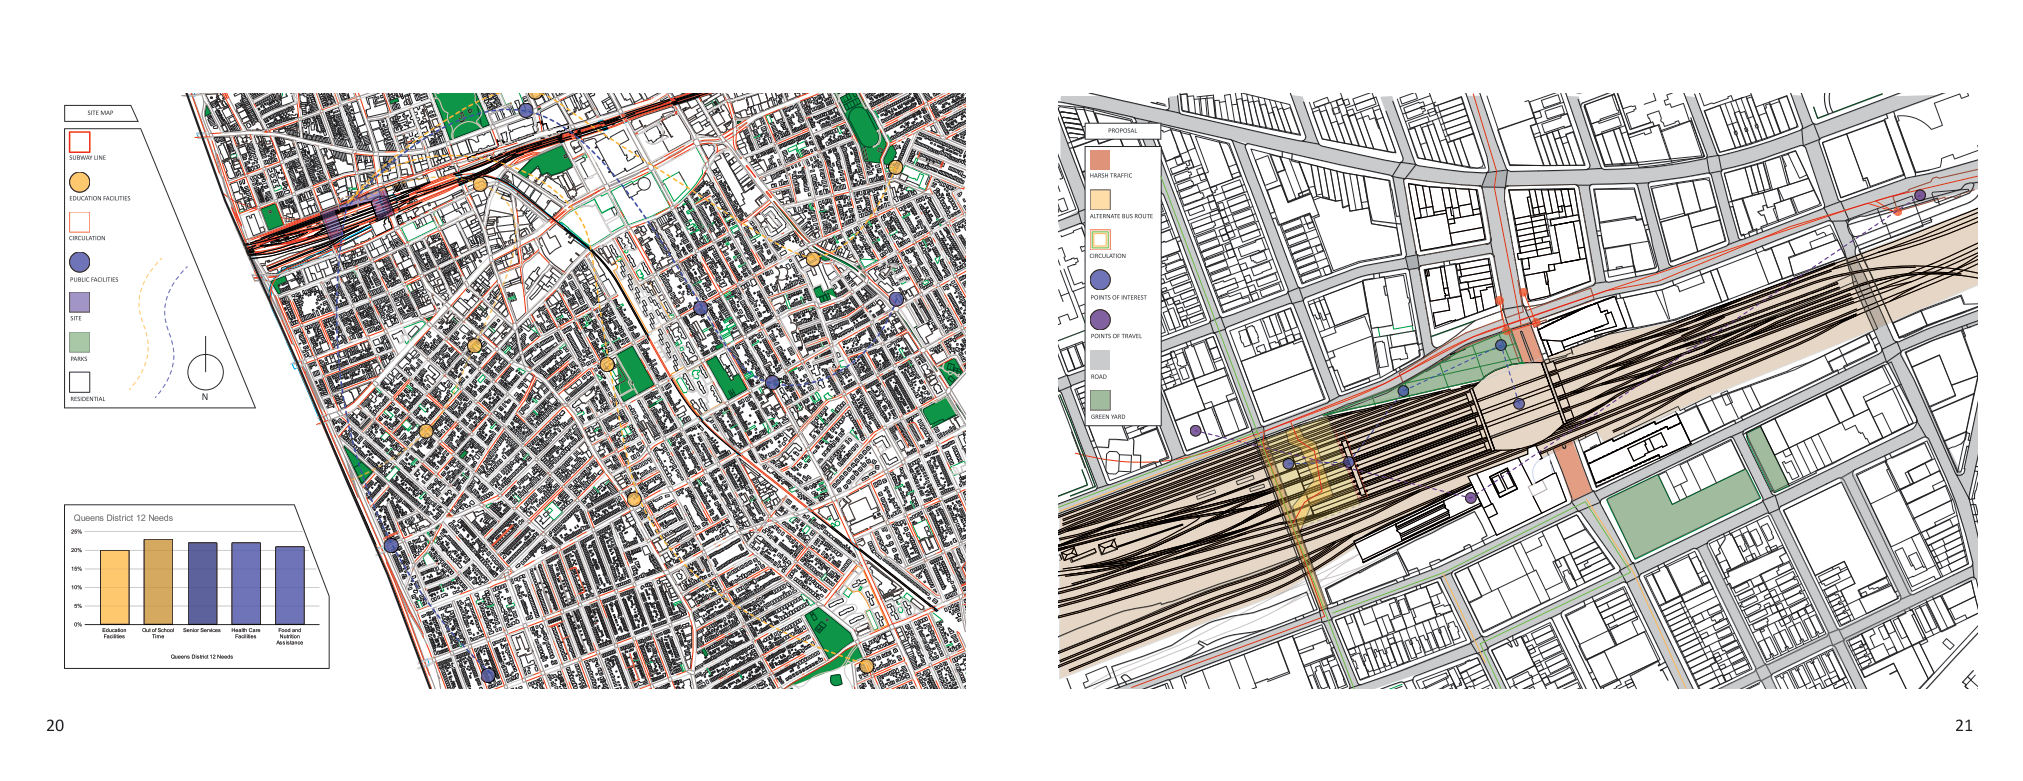 SITE MAP
SUBWAY LINE
EDUCATION FACILITIES
CIRCULATION
PUBLIC FACILITIES
SITE
PARKS
RESIDENTIAL
N
Queens District 12 Needs
25%
20%
15%
10%
5%
0%
Education
Facilities
Out of School
Time
Senior Services
Health Care
Facilities
Food and
Nutrition
Assistance
Queens District 12 Needs
20
PROPOSAL
HARSH TRAFFIC
ALTERNATE BUS ROUTE
CIRCULATION
POINTS OF INTEREST
POINTS OF TRAVEL
ROAD
GREEN YARD
21